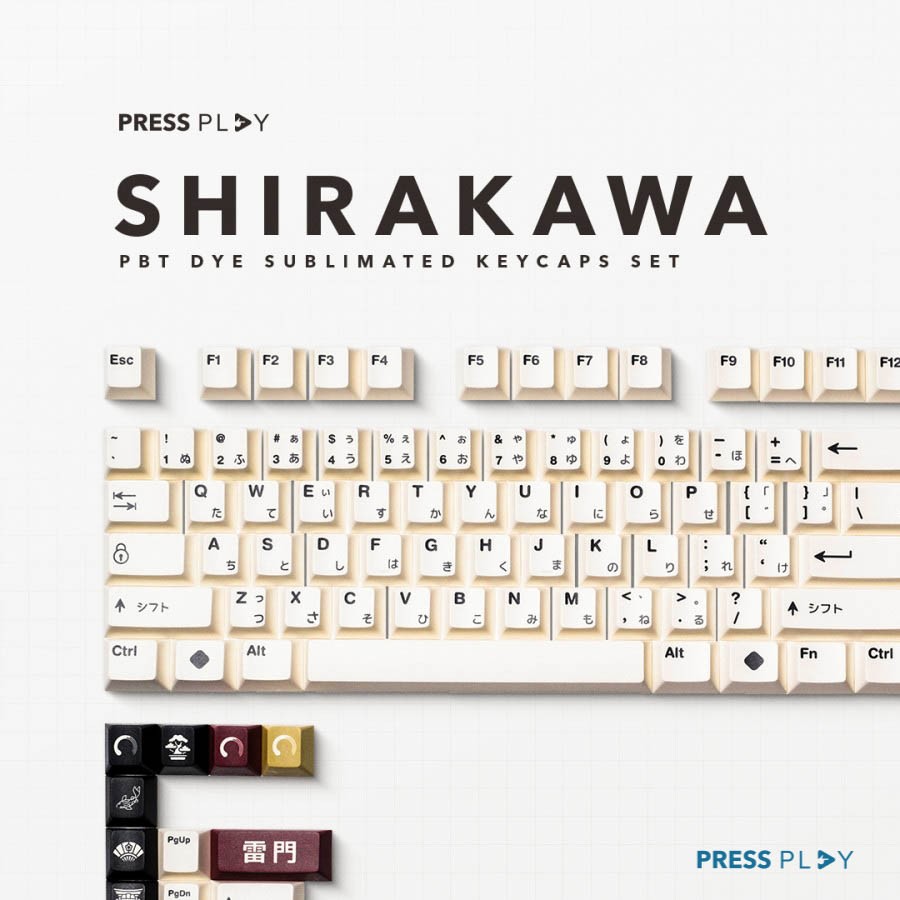 PRESS PLAY
SHIRAKAWA
PBT DYE SUBLIMATED KEYCAPS SET
Esc F1 F2 F3 F4 F5 F6 F7 F8 F9 F10 F11 F12
~ ! @ # ぁ $ ぅ % ぇ ^ ぉ & ゃ * ゅ ( ょ ) を _ +
` 1 ぬ 2 ふ 3 あ 4 う 5 え 6 お 7 や 8 ゆ 9 よ 0 わ - ほ = へ ←
Q W E ぃ R T Y U I O P { 「 } 」 |
た て い す か ん な に ら せ [ ゛ ] ゜ \
A S D F G H J K L : “
ち と し は き く ま の り ; れ ‘ け
シフト Z っ X C V B N M < 、 > 。 ? シフト
つ さ そ ひ こ み も , ね . る /
Ctrl Alt Alt Fn Ctrl
PgUp 雷門
PgDn
PRESS PLAY